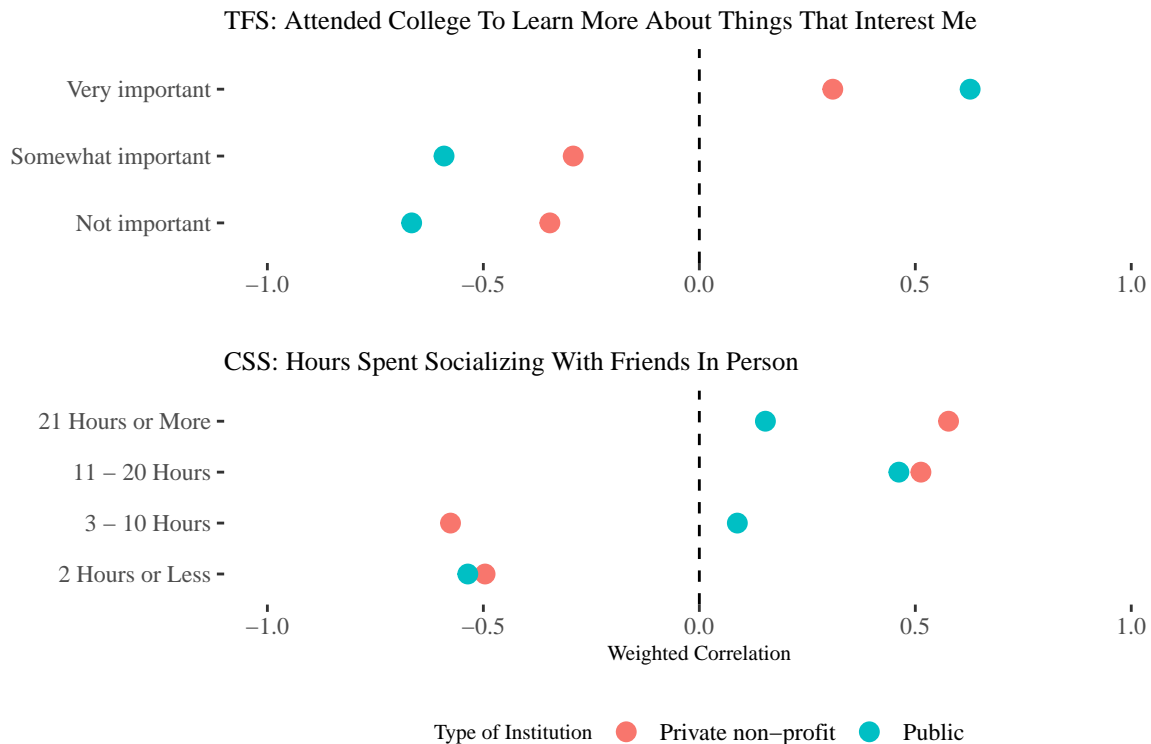 TFS: Attended College To Learn More About Things That Interest Me
Very important
Somewhat important
Not important
−1.0 −0.5 0.0 0.5 1.0
CSS: Hours Spent Socializing With Friends In Person
21 Hours or More
11 − 20 Hours
3 − 10 Hours
2 Hours or Less
−1.0 −0.5 0.0 0.5 1.0
Weighted Correlation
Type of Institution Private non−profit Public